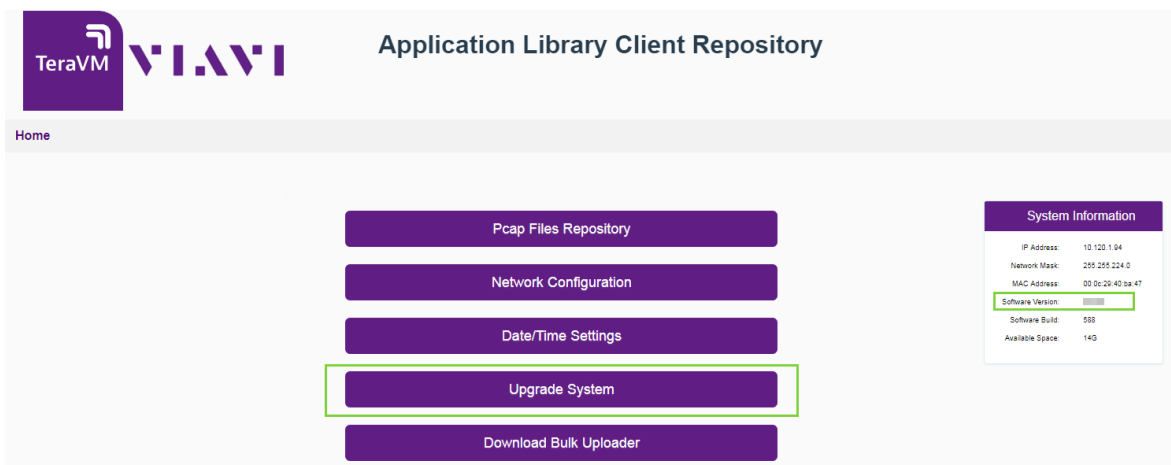 TeraVM
VIAVI
Application Library Client Repository
Home
Pcap Files Repository
Network Configuration
Date/Time Settings
Upgrade System
Download Bulk Uploader
System Information
IP Address: 10.120.1.94
Network Mask: 255.255.224.0
MAC Address: 00:0c:29:40:ba:47
Software Version:
Software Build: 588
Available Space: 14G